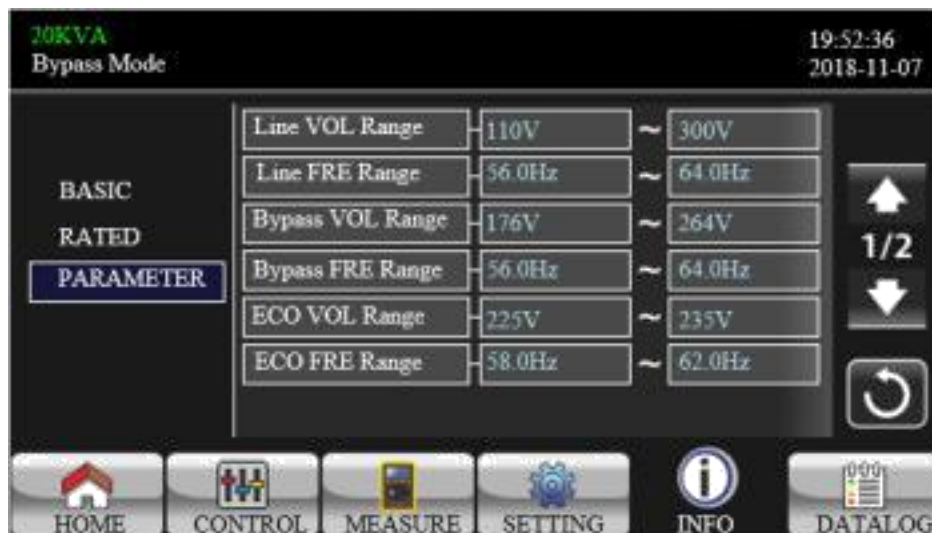 20KVA
Bypass Mode
19:52:36
2018-11-07
BASIC
RATED
PARAMETER
Line VOL Range 110V ~ 300V
Line FRE Range 56.0Hz ~ 64.0Hz
Bypass VOL Range 176V ~ 264V
Bypass FRE Range 56.0Hz ~ 64.0Hz
ECO VOL Range 225V ~ 235V
ECO FRE Range 58.0Hz ~ 62.0Hz
1/2
HOME CONTROL MEASURE SETTING INFO DATALOG